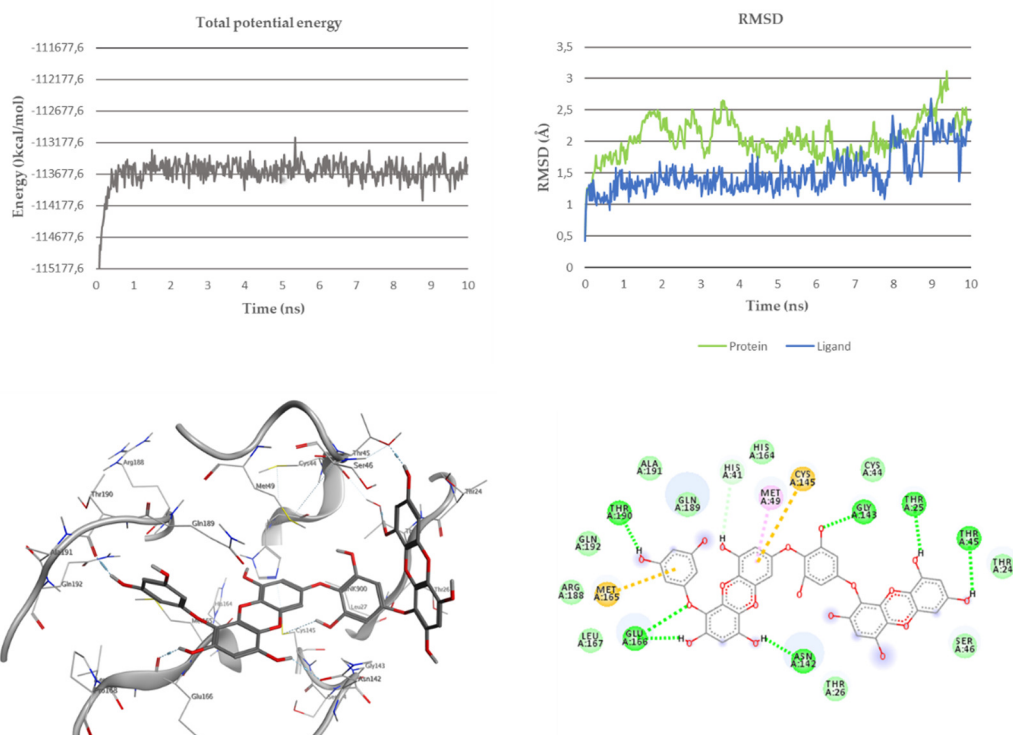 Total potential energy
-111677,6
-112177,6
-112677,6
-113177,6
-113677,6
-114177,6
-114677,6
-115177,6
Energy (lkcal/mol)
0 1 2 3 4 5 6 7 8 9 10
Time (ns)
RMSD
3,5
3
2,5
2
1,5
1
0,5
0
RMSD (Å)
0 1 2 3 4 5 6 7 8 9 10
Time (ns)
Protein
Ligand
Arg188
Thr190
Ala191
Gln192
Gln189
Met49
Cys44
Thr45
Ser46
Thr24
Leu27
Cys145
Gly143
Asn142
Glu166
HIS
A:164
ALA
A:191
HIS
A:41
CYS
A:145
CYS
A:44
GLN
A:189
MET
A:49
THR
A:190
GLY
A:143
THR
A:25
THR
A:45
GLN
A:192
THR
A:24
ARG
A:188
MET
A:165
LEU
A:167
GLU
A:166
ASN
A:142
SER
A:46
THR
A:26
H
H
H
H
H
H
O
O
O
O
O
O
O
O
O
O
O
O
O
O